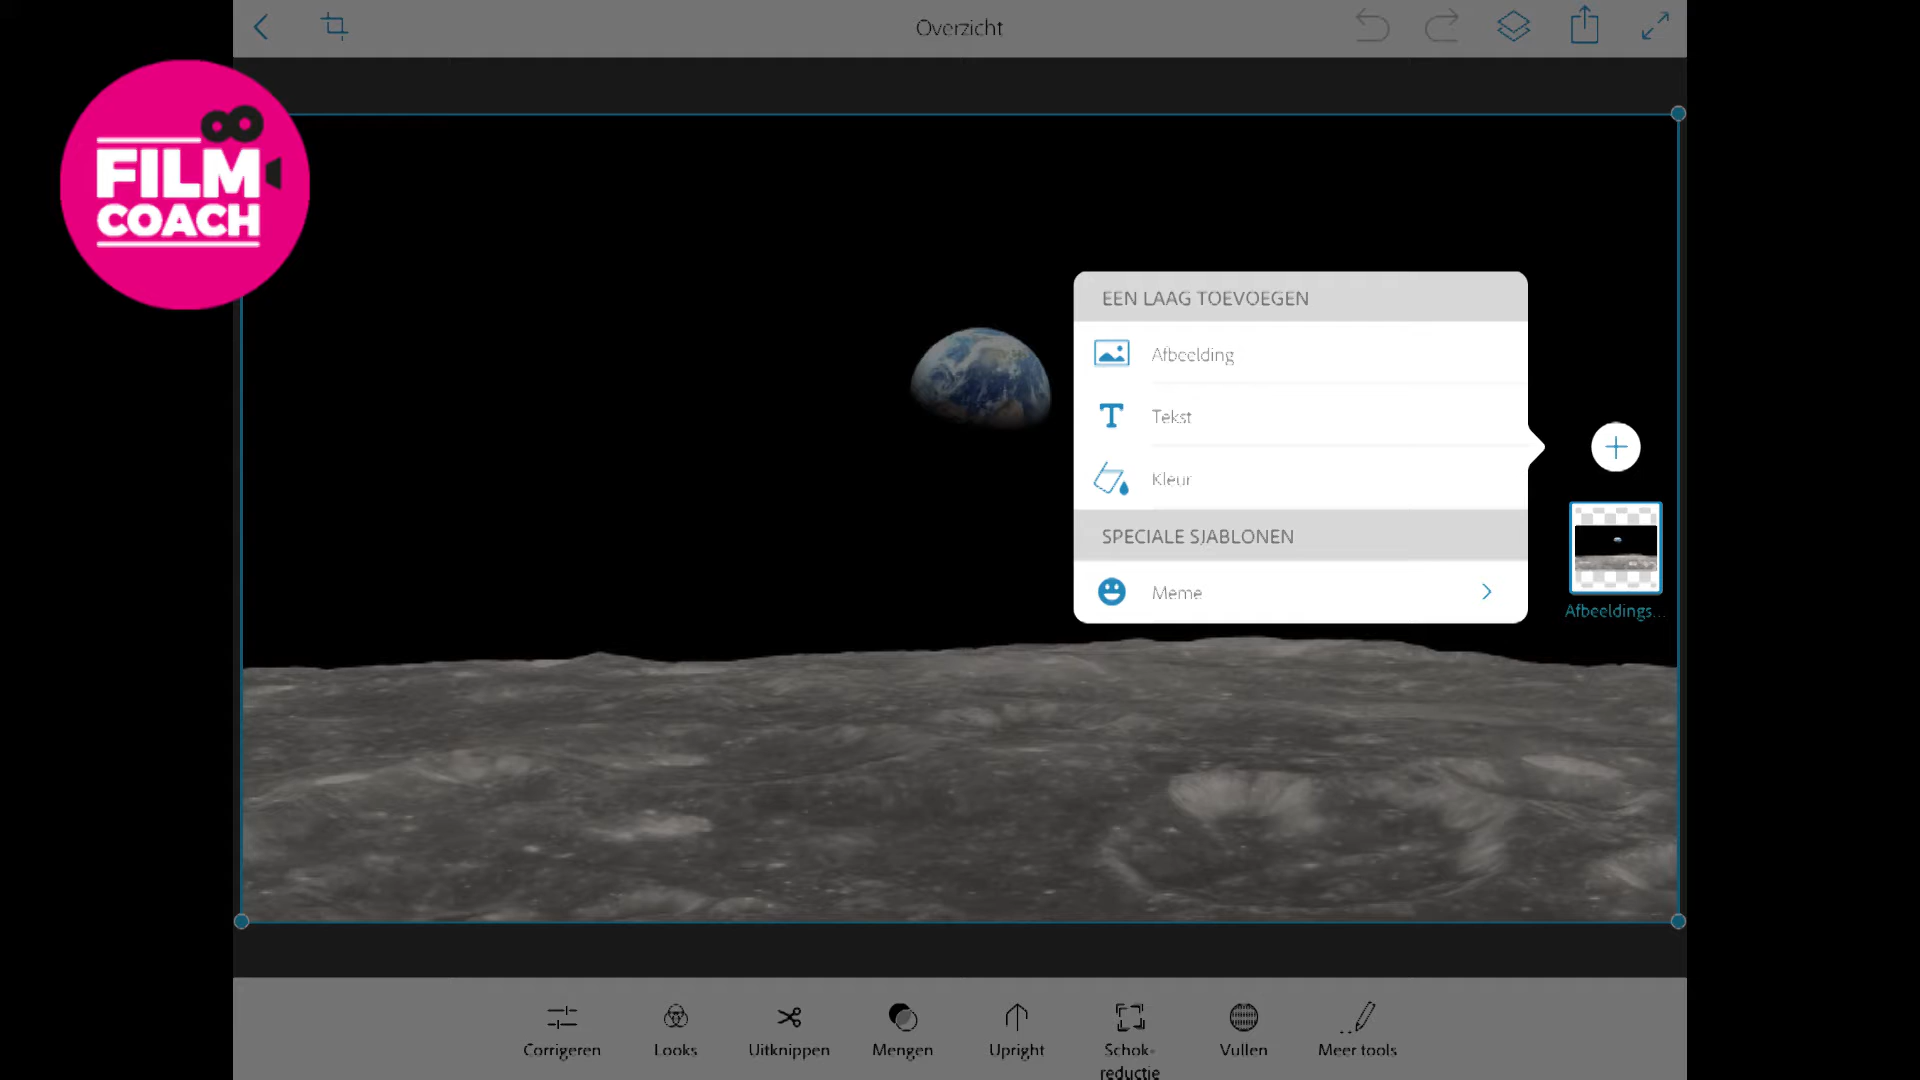 Overzicht
FILM
COACH
EEN LAAG TOEVOEGEN
Afbeelding
Tekst
Kleur
SPECIALE SJABLONEN
Meme
Afbeeldings...
Corrigeren
Looks
Uitknippen
Mengen
Upright
Schok-
reductie
Vullen
Meer tools